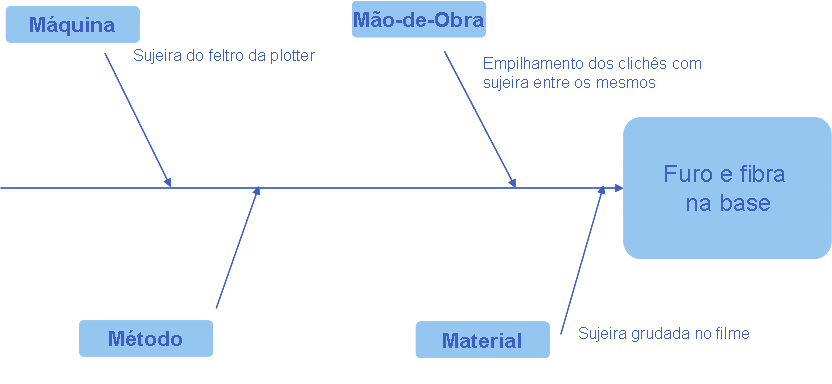 Máquina
Mão-de-Obra
Sujeira do feltro da plotter
Empilhamento dos clichês com
sujeira entre os mesmos
Furo e fibra
na base
Método
Material
Sujeira grudada no filme